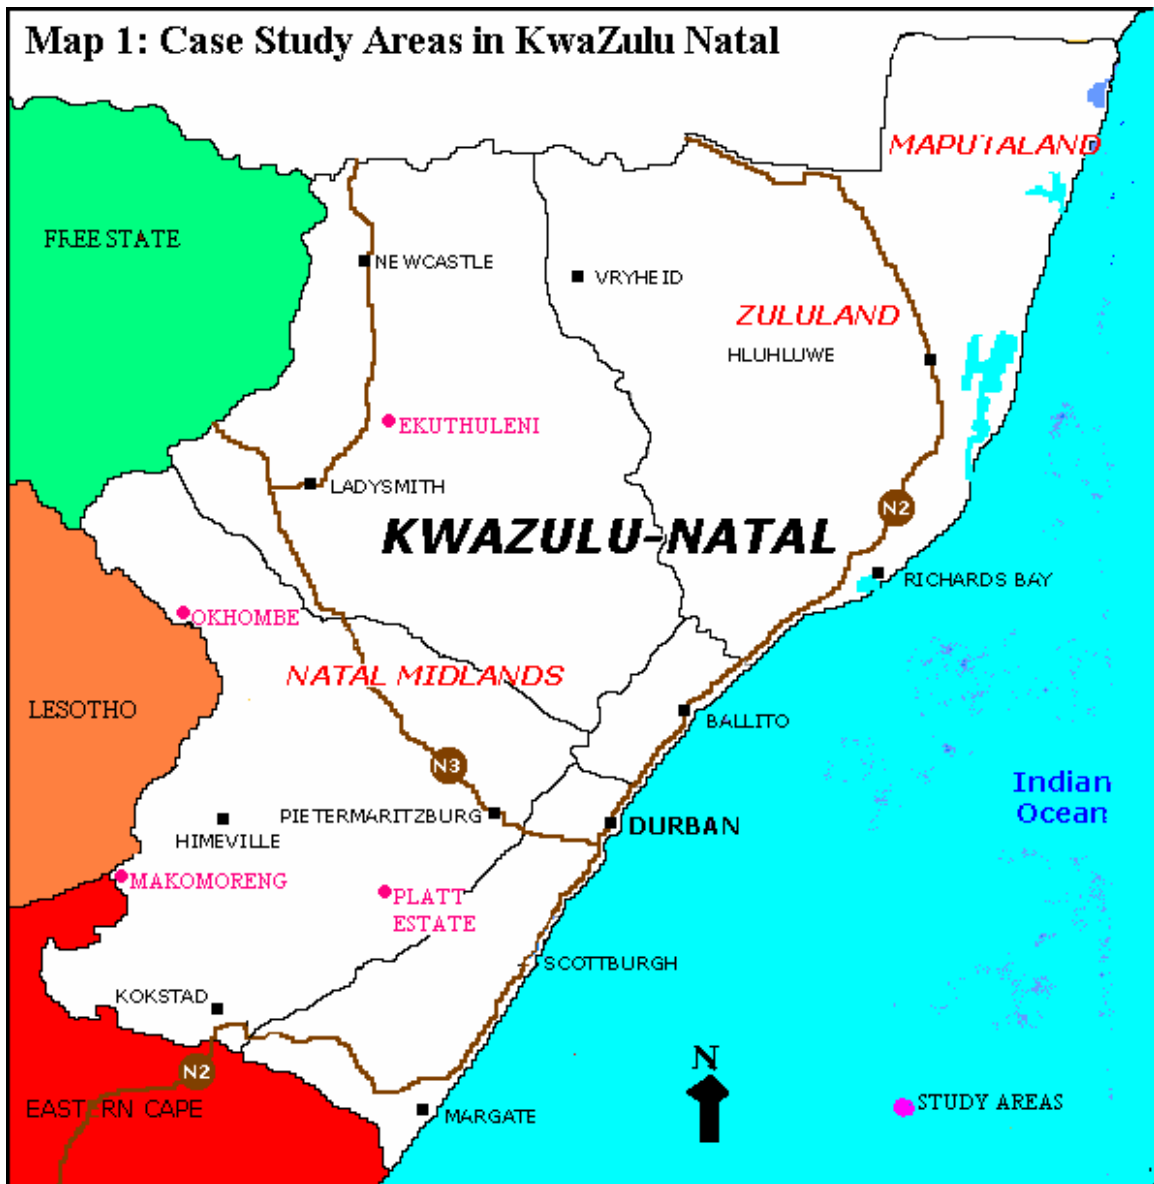 Map 1: Case Study Areas in KwaZulu Natal
MAPUTALAND
FREE STATE
NEWCASTLE
VRYHEID
ZULULAND
HLUHLUWE
EKUTHULENI
LADYSMITH
N2
KWAZULU-NATAL
RICHARDS BAY
OKHOMBE
NATAL MIDLANDS
LESOTHO
BALLITO
N3
Indian
Ocean
PIETERMARITZBURG
DURBAN
HIMEVILLE
MAKOMORENG
PLATT
ESTATE
SCOTTBURGH
KOKSTAD
N
N2
EASTERN CAPE
MARGATE
STUDY AREAS